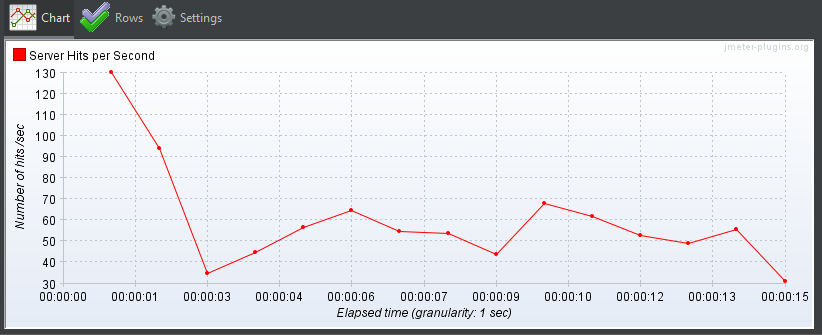 Chart Rows Settings
jmeter-plugins.org
Server Hits per Second
130
120
110
100
90
80
70
60
50
40
30
Number of hits /sec
00:00:00 00:00:01 00:00:03 00:00:04 00:00:06 00:00:07 00:00:09 00:00:10 00:00:12 00:00:13 00:00:15
Elapsed time (granularity: 1 sec)